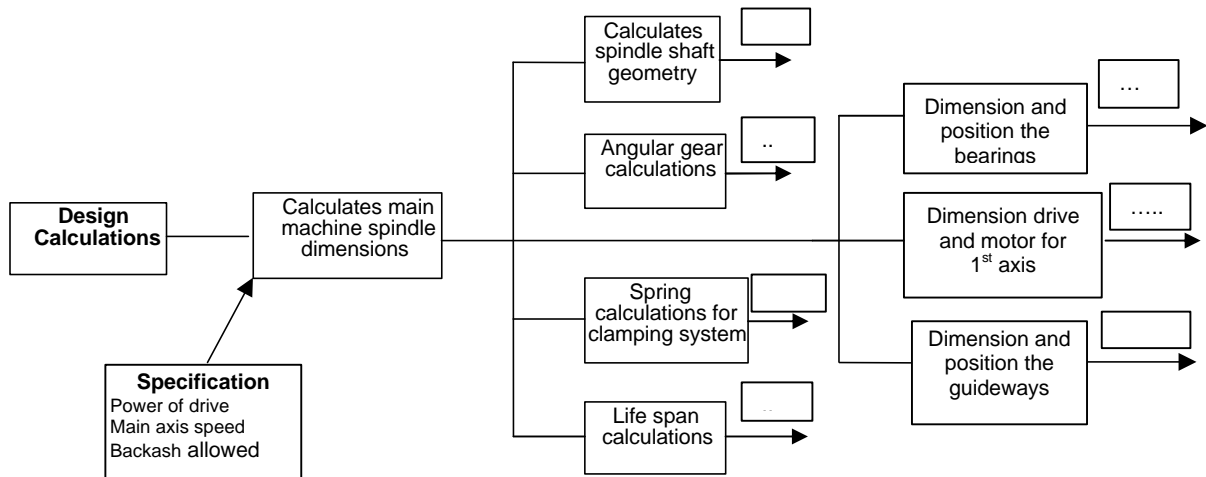 Design
Calculations
Calculates main
machine spindle
dimensions
Specification
Power of drive
Main axis speed
Backash allowed
Calculates
spindle shaft
geometry
Angular gear
calculations
..
Spring
calculations for
clamping system
Life span
calculations
..
Dimension and
position the
bearings
…
Dimension drive
and motor for
1st axis
…..
Dimension and
position the
guideways